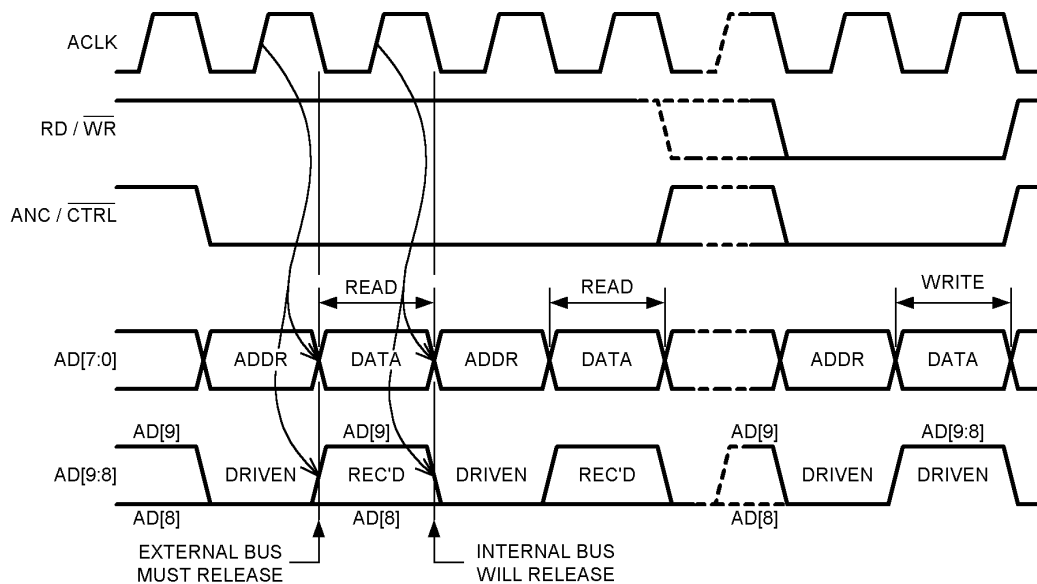 ACLK
RD / WR
ANC / CTRL
READ READ WRITE
AD[7:0] ADDR DATA ADDR DATA ADDR DATA
AD[9] AD[9] AD[9] AD[9:8]
AD[9:8] DRIVEN REC'D DRIVEN REC'D DRIVEN DRIVEN
AD[8] AD[8] AD[8]
EXTERNAL BUS
MUST RELEASE
INTERNAL BUS
WILL RELEASE